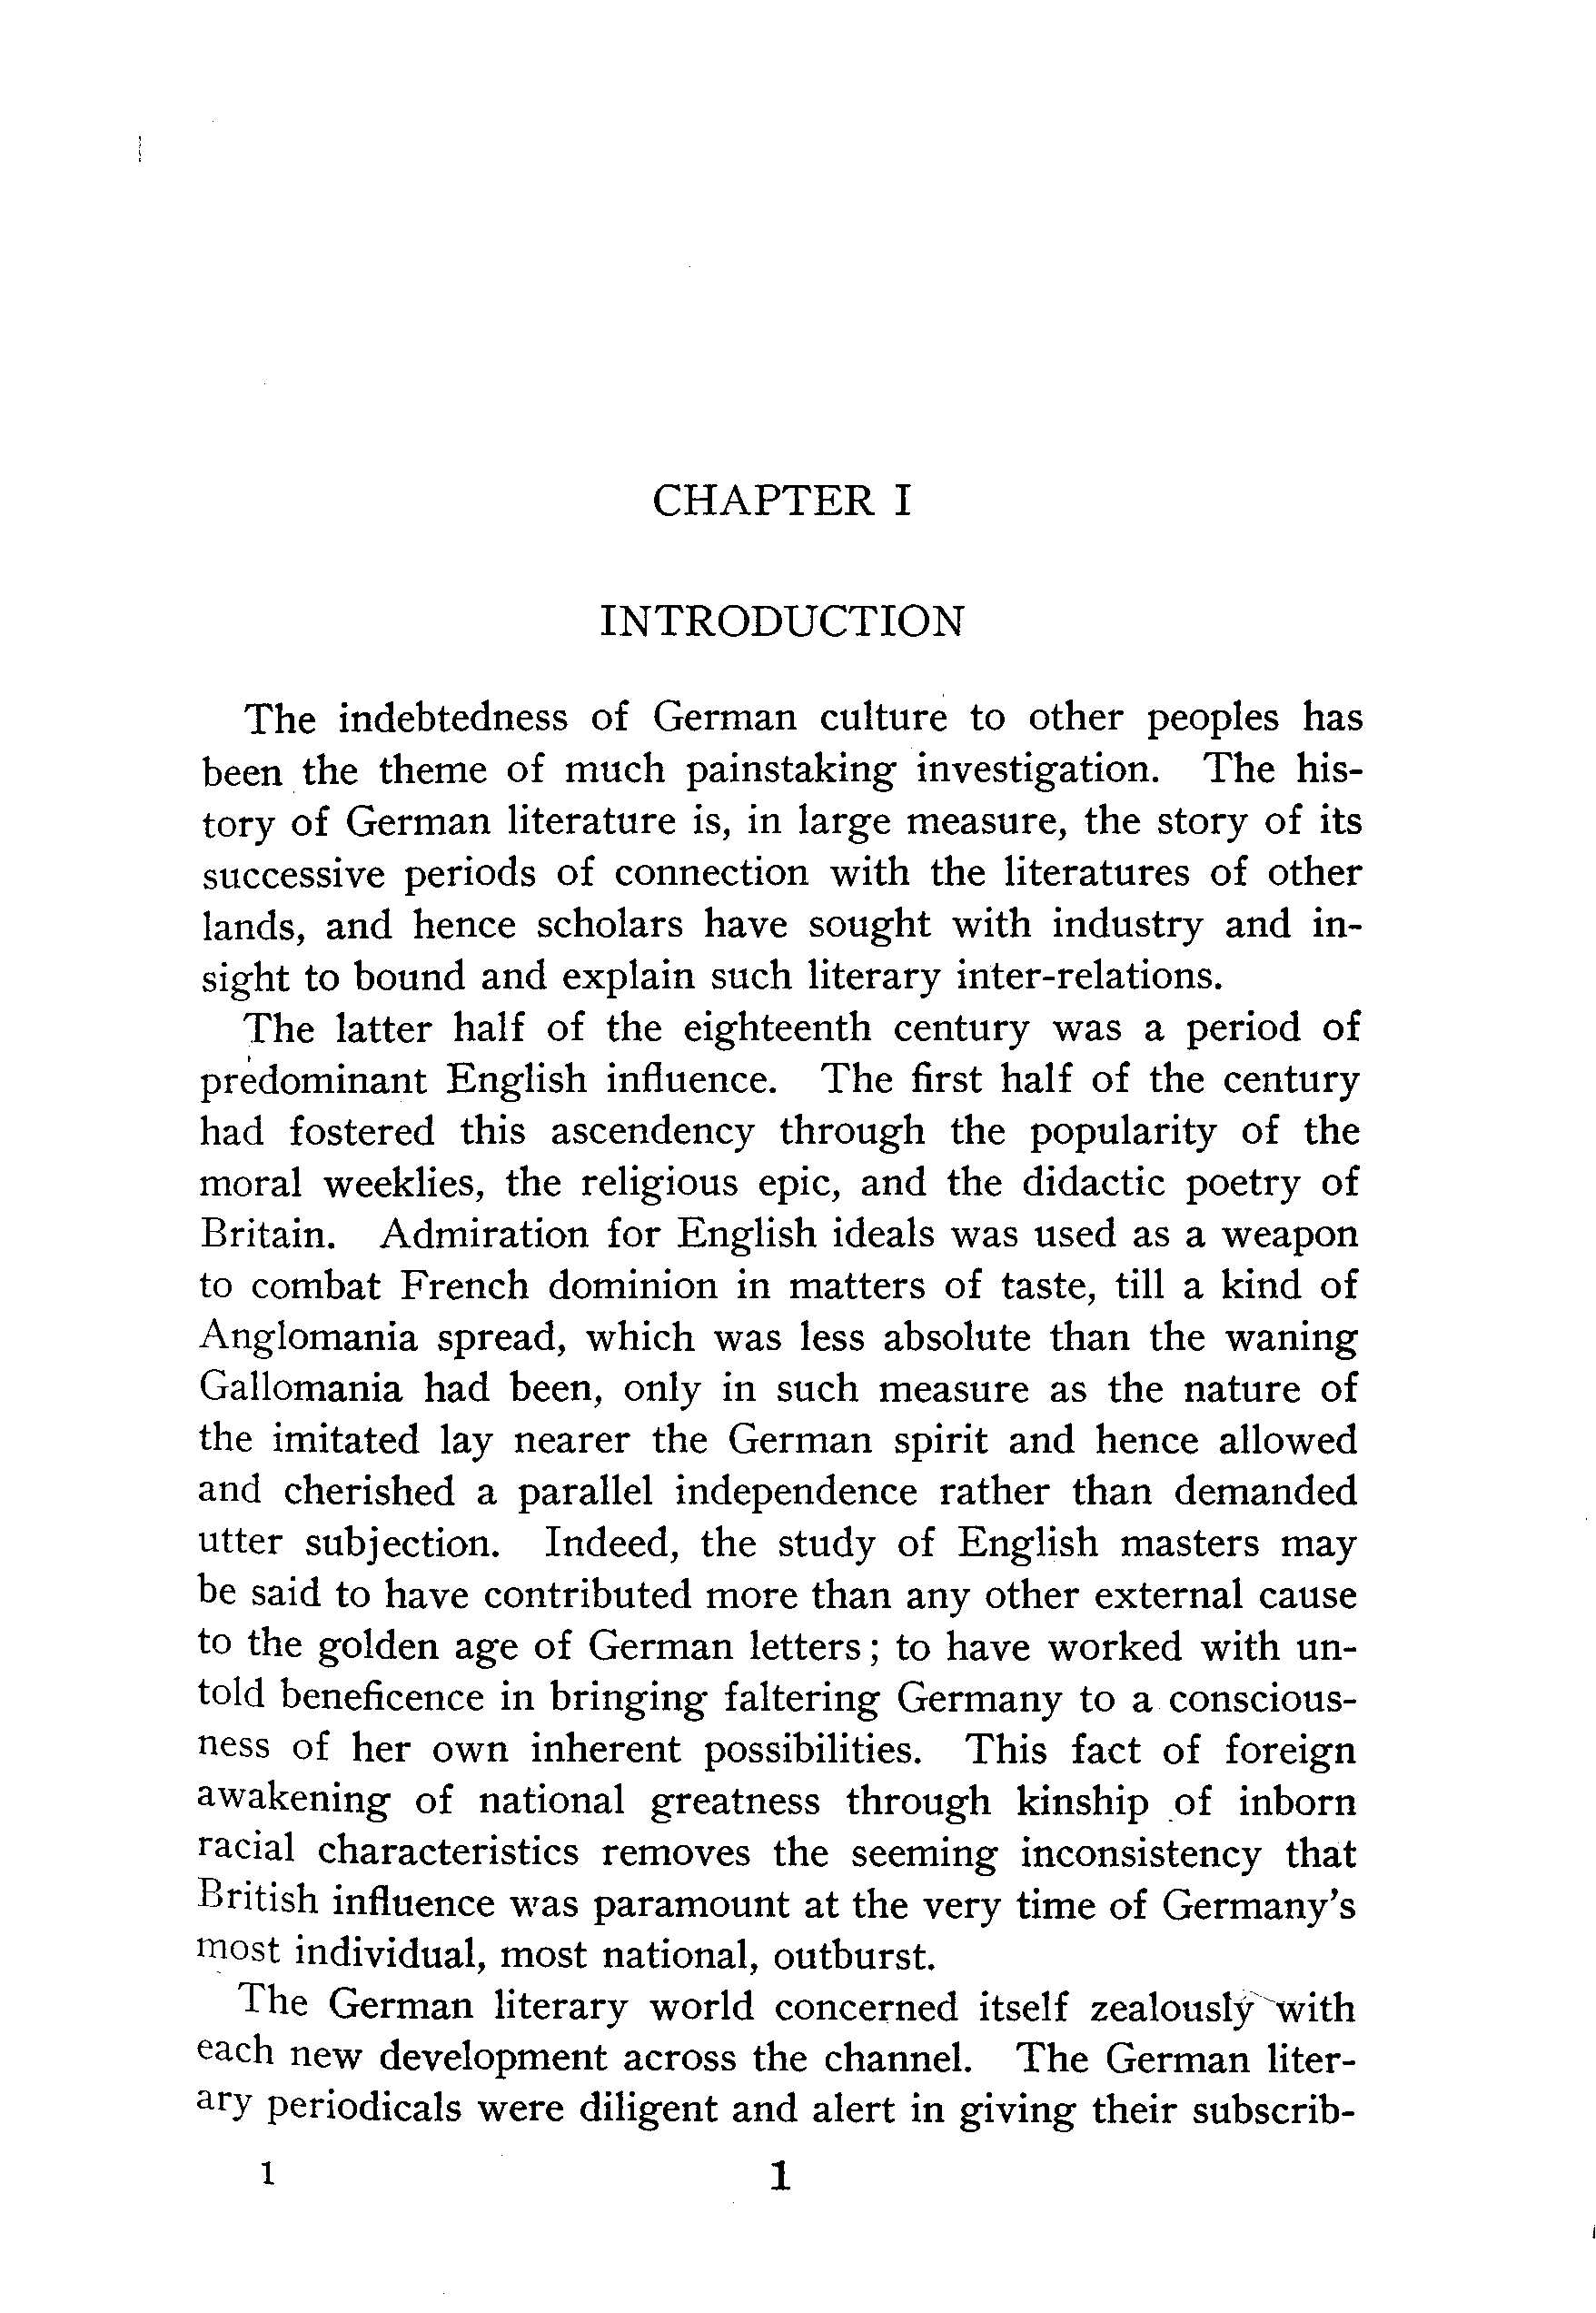 CHAPTER I
INTRODUCTION
The indebtedness of German culture to other peoples has
been the theme of much painstaking investigation. The his-
tory of German literature is, in large measure, the story of its
successive periods of connection with the literatures of other
lands, and hence scholars have sought with industry and in-
sight to bound and explain such literary inter-relations.
The latter half of the eighteenth century was a period of
predominant English influence. The first half of the century
had fostered this ascendency through the popularity of the
moral weeklies, the religious epic, and the didactic poetry of
Britain. Admiration for English ideals was used as a weapon
to combat French dominion in matters of taste, till a kind of
Anglomania spread, which was less absolute than the waning
Gallomania had been, only in such measure as the nature of
the imitated lay nearer the German spirit and hence allowed
and cherished a parallel independence rather than demanded
utter subjection. Indeed, the study of English masters may
be said to have contributed more than any other external cause
to the golden age of German letters; to have worked with un-
told beneficence in bringing faltering Germany to a conscious-
ness of her own inherent possibilities. This fact of foreign
awakening of national greatness through kinship of inborn
racial characteristics removes the seeming inconsistency that
British influence was paramount at the very time of Germany's
most individual, most national, outburst.
The German literary world concerned itself zealously with
each new development across the channel. The German liter-
ary periodicals were diligent and alert in giving their subscrib-
1 1